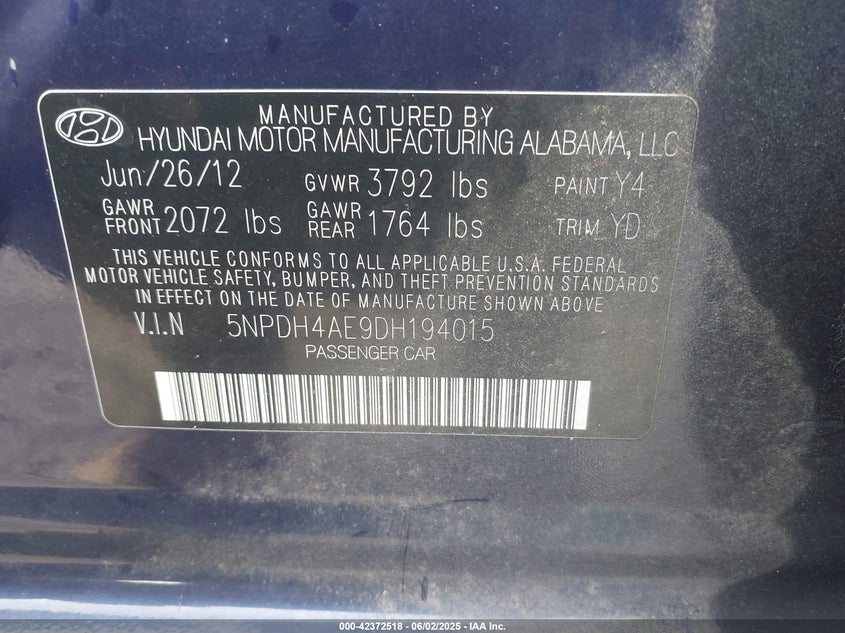 MANUFACTURED BY
HYUNDAI MOTOR MANUFACTURING ALABAMA, LLC
Jun/26/12 GVWR 3792 lbs PAINT Y4
GAWR FRONT 2072 lbs GAWR REAR 1764 lbs TRIM YD
THIS VEHICLE CONFORMS TO ALL APPLICABLE U.S.A. FEDERAL
MOTOR VEHICLE SAFETY, BUMPER, AND THEFT PREVENTION STANDARDS
IN EFFECT ON THE DATE OF MANUFACTURE SHOWN ABOVE
V.I.N 5NPDH4AE9DH194015
PASSENGER CAR
000-42372518 - 06/02/2025 - IAA Inc.